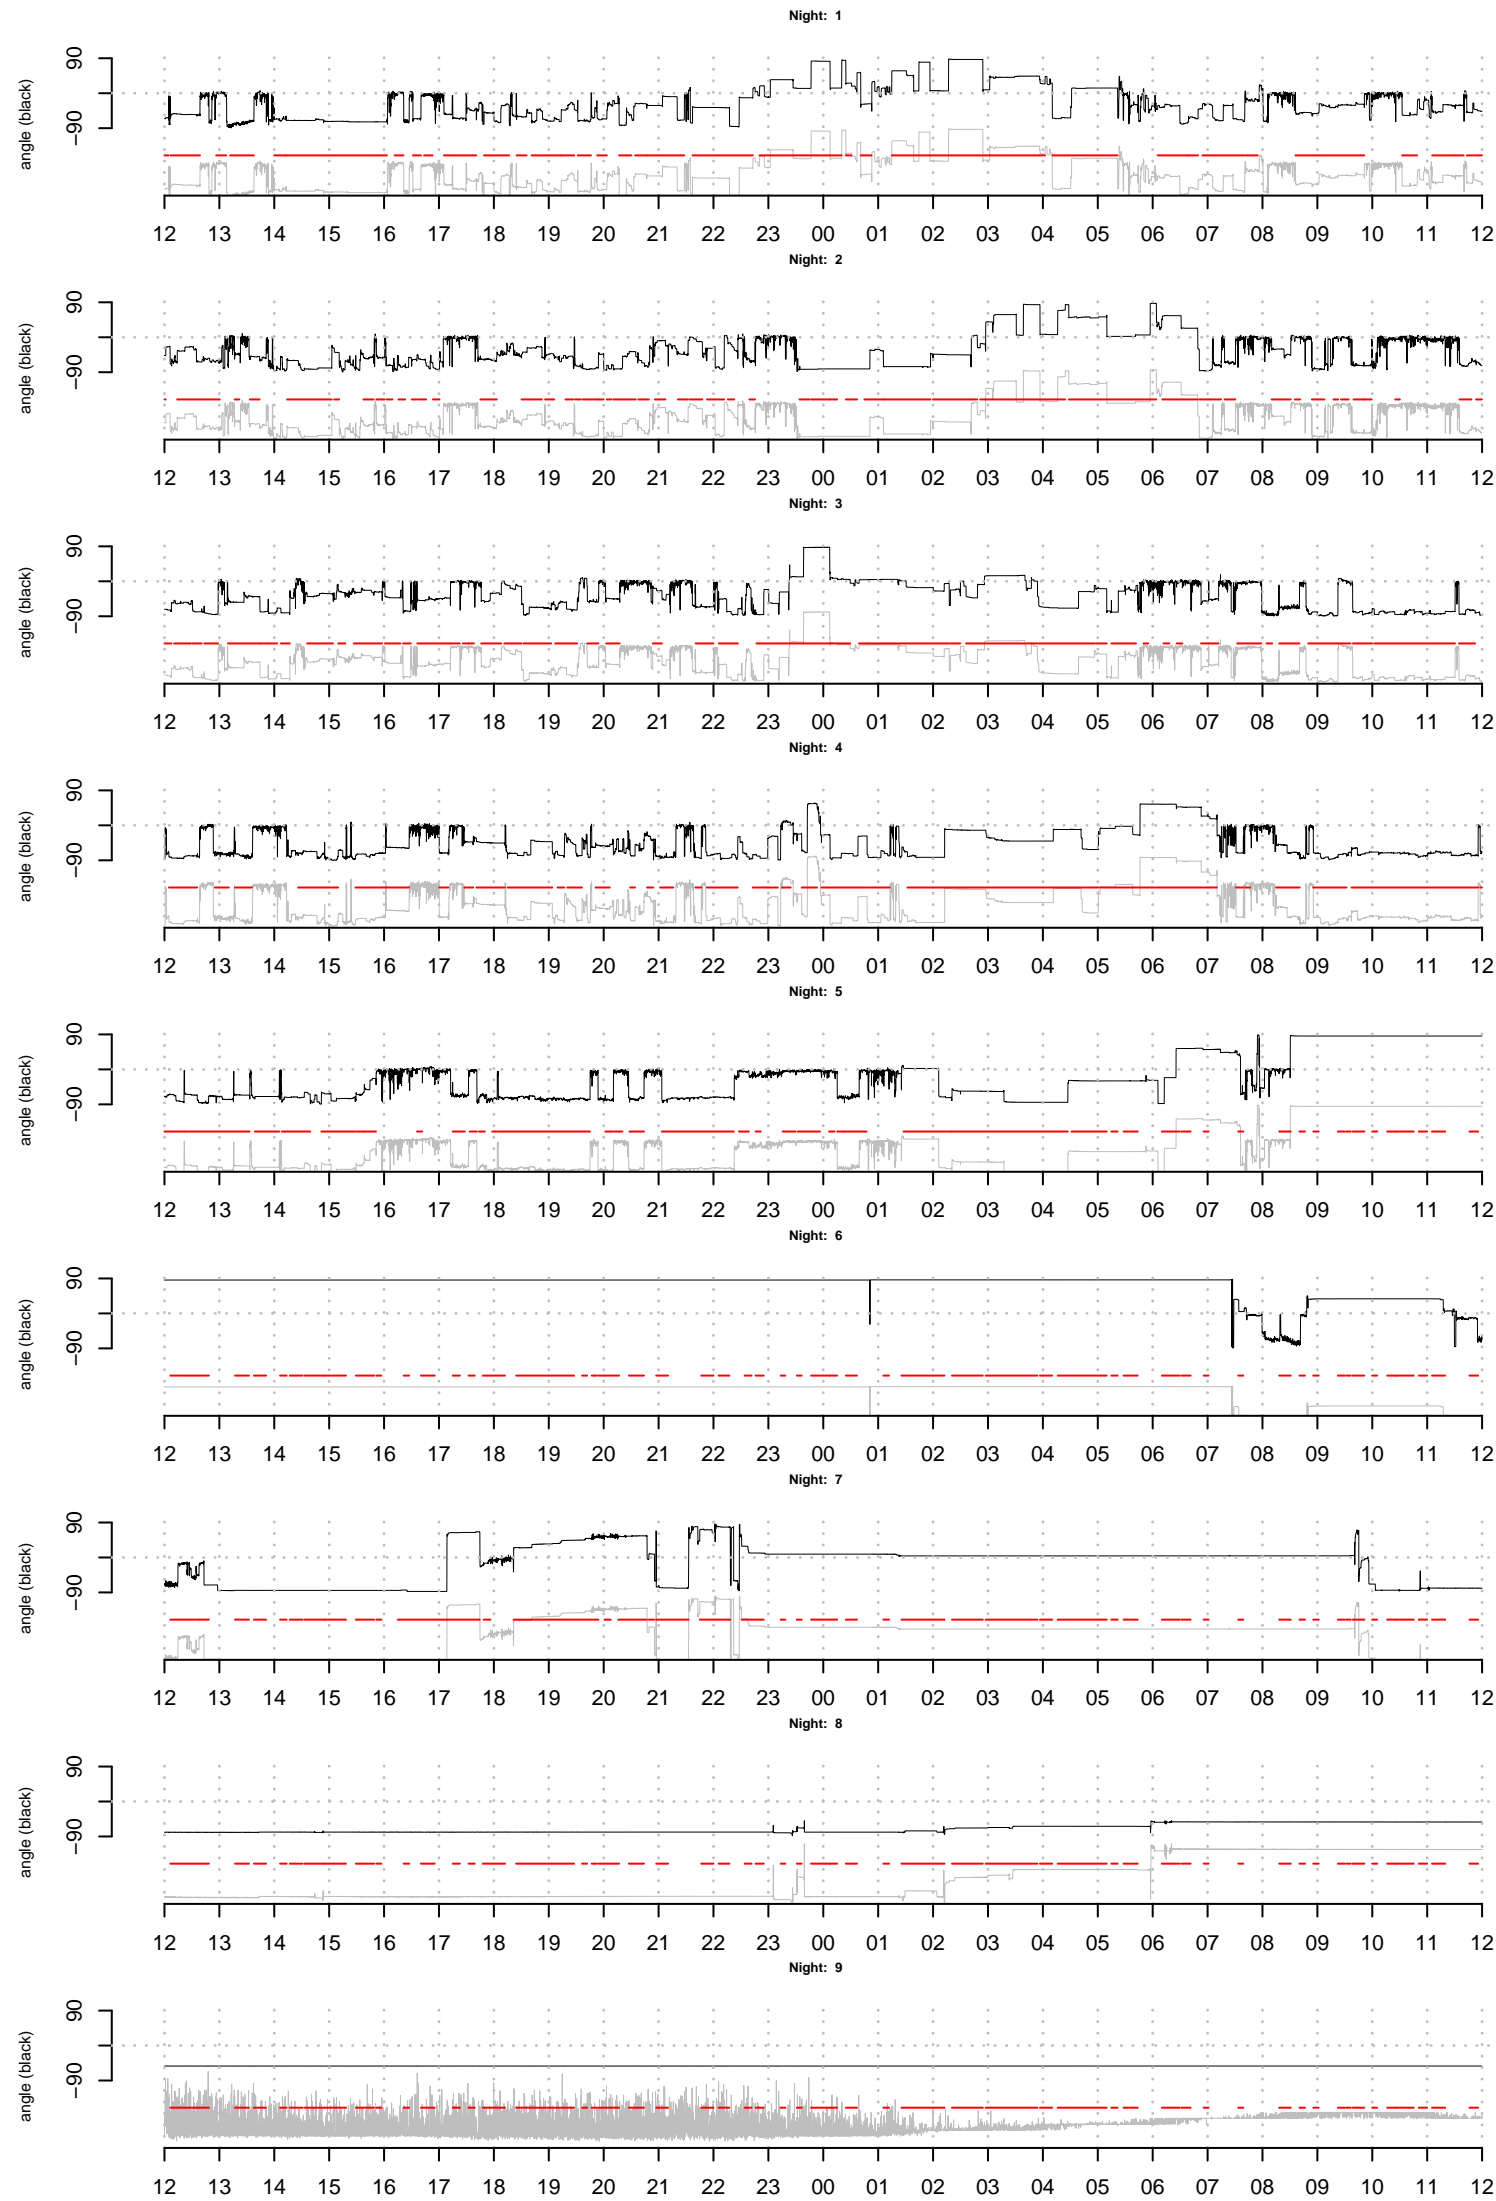 Night: 1
90
-90
angle (black)
12 13 14 15 16 17 18 19 20 21 22 23 00 01 02 03 04 05 06 07 08 09 10 11 12
Night: 2
90
-90
angle (black)
12 13 14 15 16 17 18 19 20 21 22 23 00 01 02 03 04 05 06 07 08 09 10 11 12
Night: 3
90
-90
angle (black)
12 13 14 15 16 17 18 19 20 21 22 23 00 01 02 03 04 05 06 07 08 09 10 11 12
Night: 4
90
-90
angle (black)
12 13 14 15 16 17 18 19 20 21 22 23 00 01 02 03 04 05 06 07 08 09 10 11 12
Night: 5
90
-90
angle (black)
12 13 14 15 16 17 18 19 20 21 22 23 00 01 02 03 04 05 06 07 08 09 10 11 12
Night: 6
90
-90
angle (black)
12 13 14 15 16 17 18 19 20 21 22 23 00 01 02 03 04 05 06 07 08 09 10 11 12
Night: 7
90
-90
angle (black)
12 13 14 15 16 17 18 19 20 21 22 23 00 01 02 03 04 05 06 07 08 09 10 11 12
Night: 8
90
-90
angle (black)
12 13 14 15 16 17 18 19 20 21 22 23 00 01 02 03 04 05 06 07 08 09 10 11 12
Night: 9
90
-90
angle (black)
12 13 14 15 16 17 18 19 20 21 22 23 00 01 02 03 04 05 06 07 08 09 10 11 12